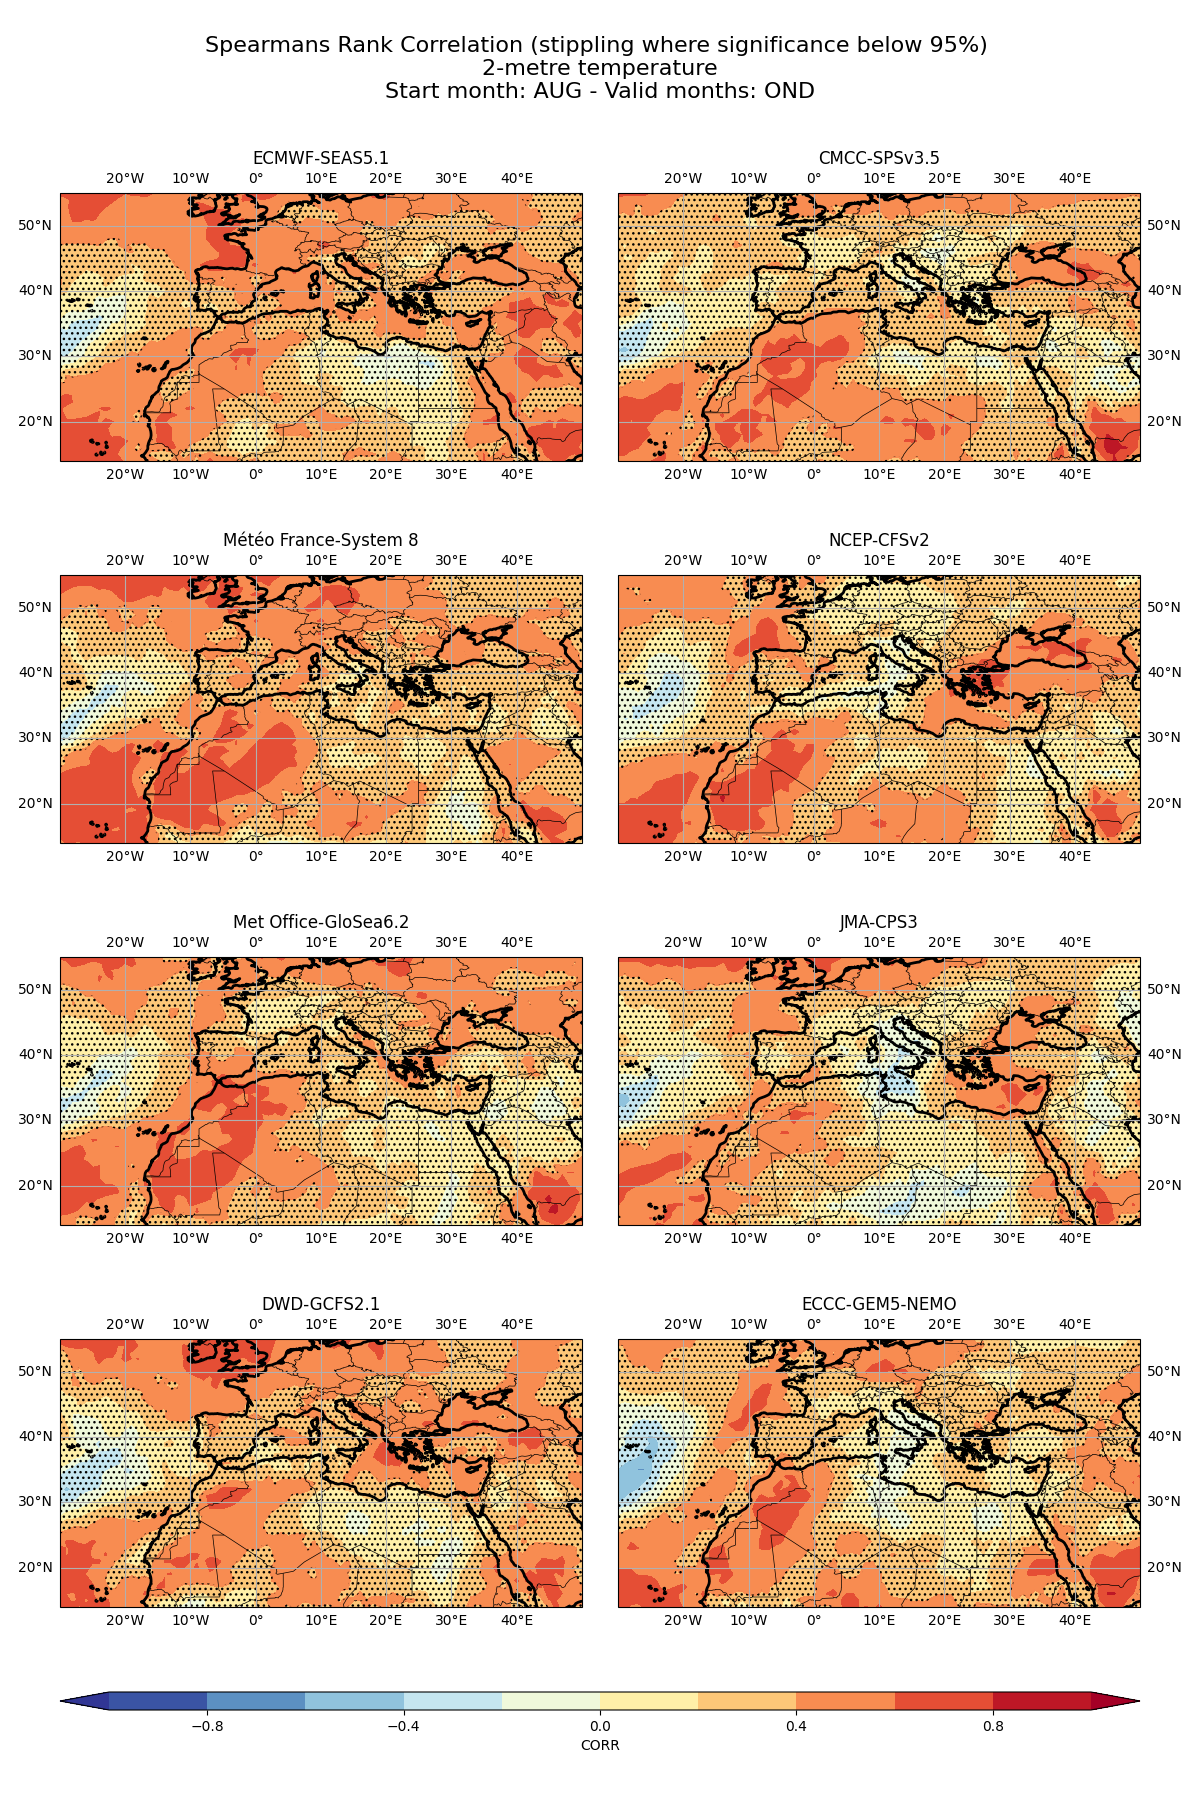 Spearmans Rank Correlation (stippling where significance below 95%)
2-metre temperature
Start month: AUG - Valid months: OND
ECMWF-SEAS5.1
20°W 10°W 0° 10°E 20°E 30°E 40°E
50°N
40°N
30°N
20°N
20°W 10°W 0° 10°E 20°E 30°E 40°E
CMCC-SPSv3.5
20°W 10°W 0° 10°E 20°E 30°E 40°E
50°N
40°N
30°N
20°N
20°W 10°W 0° 10°E 20°E 30°E 40°E
Météo France-System 8
20°W 10°W 0° 10°E 20°E 30°E 40°E
50°N
40°N
30°N
20°N
20°W 10°W 0° 10°E 20°E 30°E 40°E
NCEP-CFSv2
20°W 10°W 0° 10°E 20°E 30°E 40°E
50°N
40°N
30°N
20°N
20°W 10°W 0° 10°E 20°E 30°E 40°E
Met Office-GloSea6.2
20°W 10°W 0° 10°E 20°E 30°E 40°E
50°N
40°N
30°N
20°N
20°W 10°W 0° 10°E 20°E 30°E 40°E
JMA-CPS3
20°W 10°W 0° 10°E 20°E 30°E 40°E
50°N
40°N
30°N
20°N
20°W 10°W 0° 10°E 20°E 30°E 40°E
DWD-GCFS2.1
20°W 10°W 0° 10°E 20°E 30°E 40°E
50°N
40°N
30°N
20°N
20°W 10°W 0° 10°E 20°E 30°E 40°E
ECCC-GEM5-NEMO
20°W 10°W 0° 10°E 20°E 30°E 40°E
50°N
40°N
30°N
20°N
20°W 10°W 0° 10°E 20°E 30°E 40°E
−0.8 −0.4 0.0 0.4 0.8
CORR